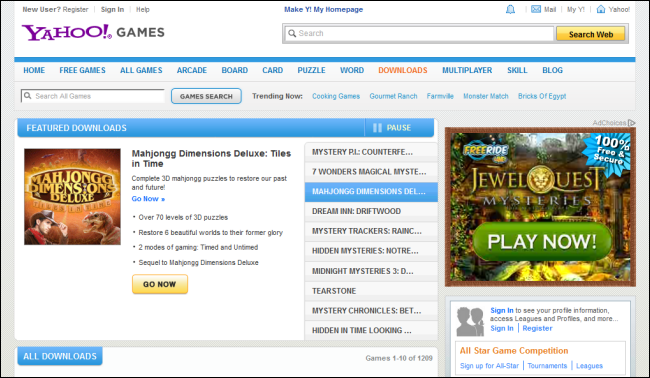 New User? Register | Sign In | Help
Make Y! My Homepage
Mail | My Y! | Yahoo!
YAHOO! GAMES
Search
Search Web
HOME FREE GAMES ALL GAMES ARCADE BOARD CARD PUZZLE WORD DOWNLOADS MULTIPLAYER SKILL BLOG
Search All Games
GAMES SEARCH
Trending Now: Cooking Games Gourmet Ranch Farmville Monster Match Bricks Of Egypt
FEATURED DOWNLOADS
PAUSE
MAHJONGG
DIMENSIONS
DELUXE
Mahjongg Dimensions Deluxe: Tiles
in Time
Complete 3D mahjongg puzzles to restore our past
and future!
Go Now »
• Over 70 levels of 3D puzzles
• Restore 6 beautiful worlds to their former glory
• 2 modes of gaming: Timed and Untimed
• Sequel to Mahjongg Dimensions Deluxe
GO NOW
MYSTERY P.I.: COUNTERFE...
7 WONDERS MAGICAL MYSTE...
MAHJONGG DIMENSIONS DEL...
DREAM INN: DRIFTWOOD
MYSTERY TRACKERS: RAINC...
HIDDEN MYSTERIES: NOTRE...
MIDNIGHT MYSTERIES 3: D...
TEARSTONE
MYSTERY CHRONICLES: BET...
HIDDEN IN TIME LOOKING ...
AdChoices
FREERIDE
100%
Free &
Secure
JEWEL QUEST
MYSTERIES
PLAY NOW!
Sign In to see your profile information,
access Leagues and Profiles, and more...
Sign In | Register
All Star Game Competition
Sign up for All-Star | Tournaments | Leagues
ALL DOWNLOADS
Games 1-10 of 1209